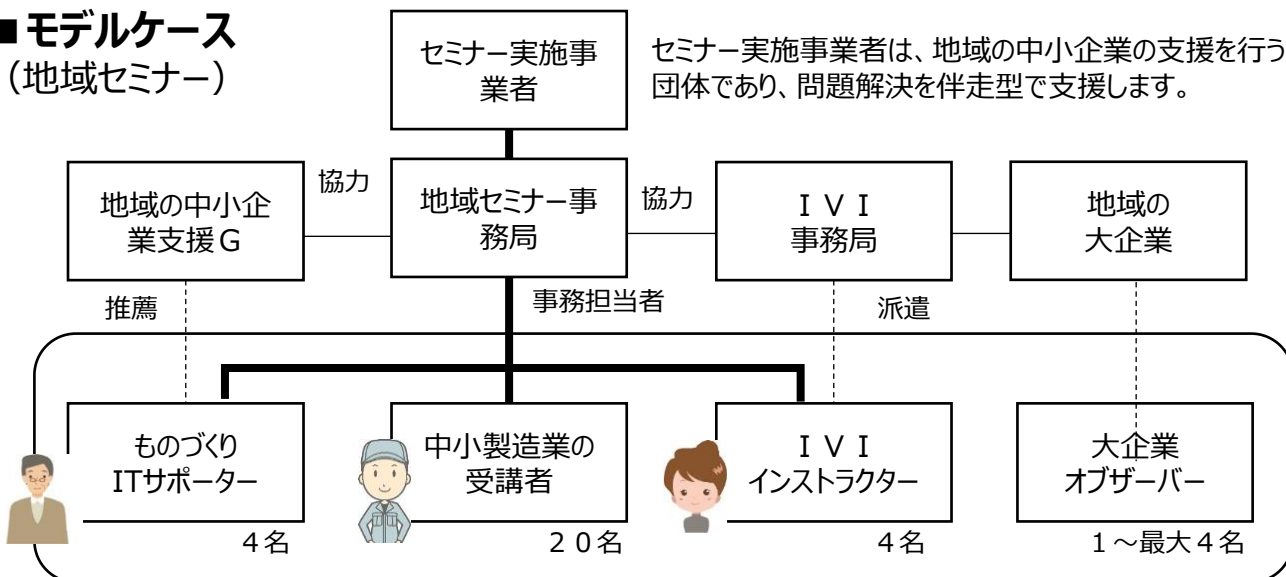 ■モデルケース
（地域セミナー）
セミナー実施事
業者
セミナー実施事業者は、地域の中小企業の支援を行う
団体であり、問題解決を伴走型で支援します。
地域の中小企
業支援Ｇ
協力
地域セミナー事
務局
協力
ＩＶＩ
事務局
地域の
大企業
推薦
事務担当者
派遣
ものづくり
ITサポーター
４名
中小製造業の
受講者
２０名
ＩＶＩ
インストラクター
４名
大企業
オブザーバー
１～最大４名